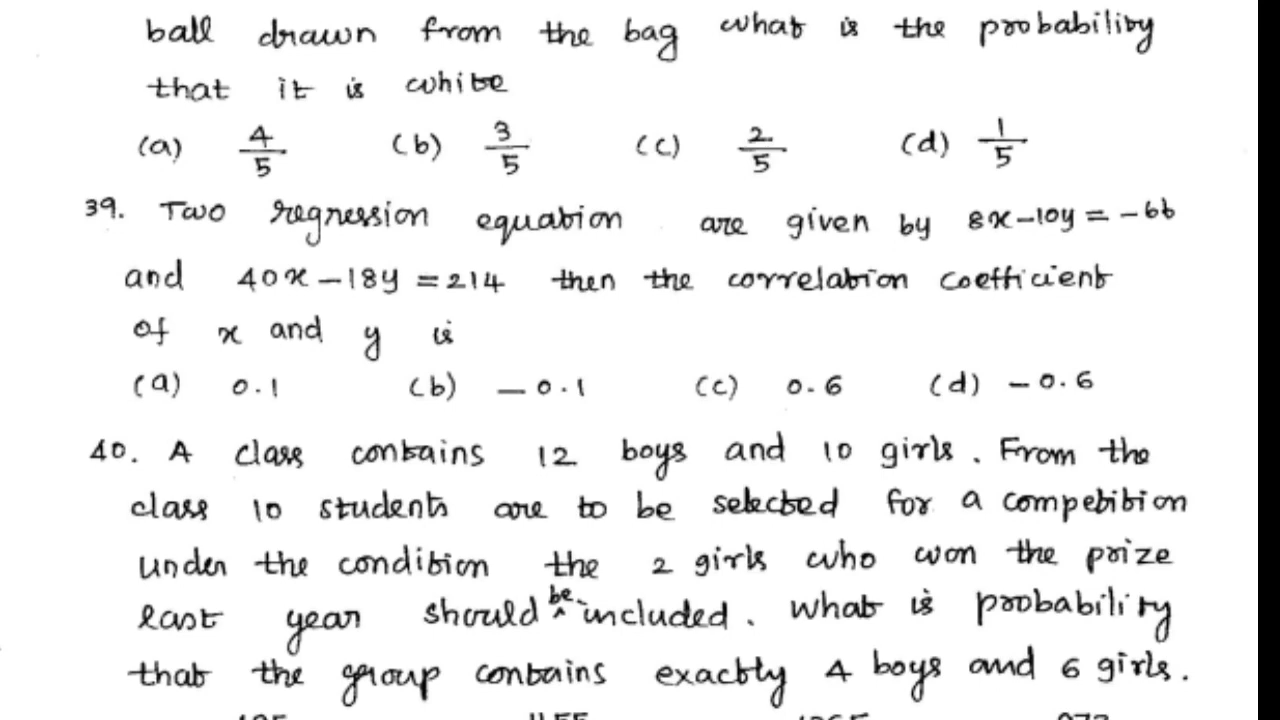 ball drawn from the bag what is the probability
that it is white
(a) 4/5 (b) 3/5 (c) 2/5 (d) 1/5
39. Two regression equation are given by 8x-10y = -66
and 40x-18y = 214 then the correlation coefficient
of x and y is
(a) 0.1 (b) -0.1 (c) 0.6 (d) -0.6
40. A class contains 12 boys and 10 girls. From the
class 10 students are to be selected for a competition
under the condition the 2 girls who won the prize
last year should be included. What is probability
that the group contains exactly 4 boys and 6 girls.